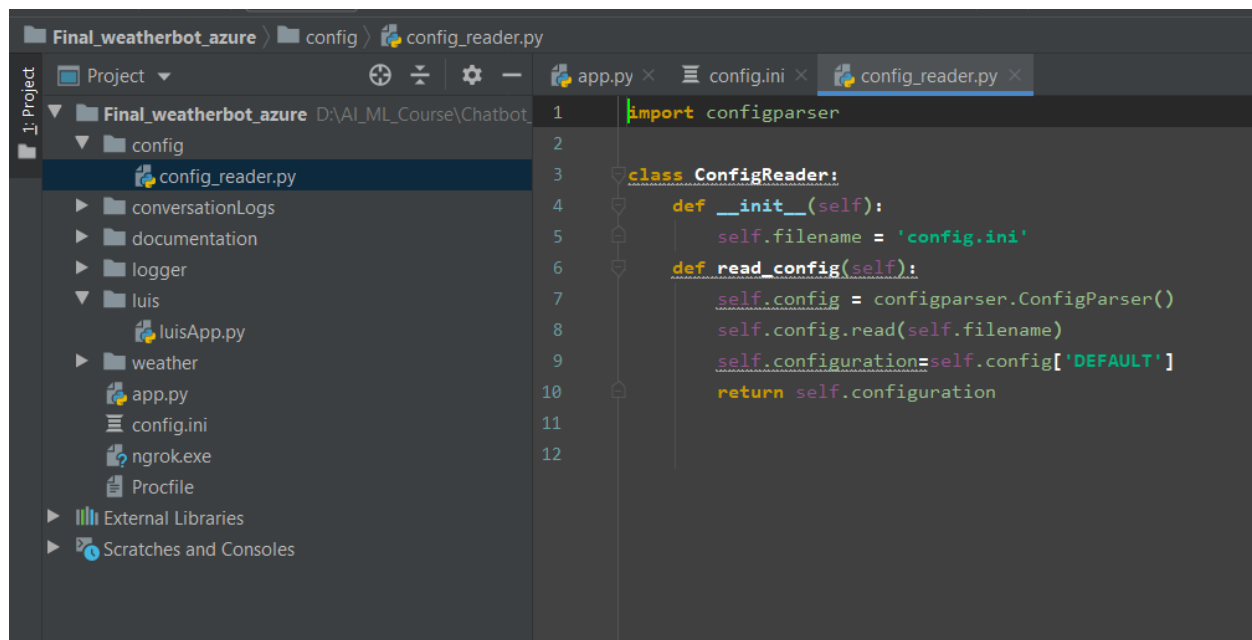 Final_weatherbot_azure > config > config_reader.py
1: Project
Project
app.py × config.ini × config_reader.py ×
Final_weatherbot_azure D:\AI_ML_Course\Chatbot_
config
config_reader.py
conversationLogs
documentation
logger
luis
luisApp.py
weather
app.py
config.ini
ngrok.exe
Procfile
External Libraries
Scratches and Consoles
1 import configparser
2
3 class ConfigReader:
4     def __init__(self):
5         self.filename = 'config.ini'
6     def read_config(self):
7         self.config = configparser.ConfigParser()
8         self.config.read(self.filename)
9         self.configuration=self.config['DEFAULT']
10         return self.configuration
11
12